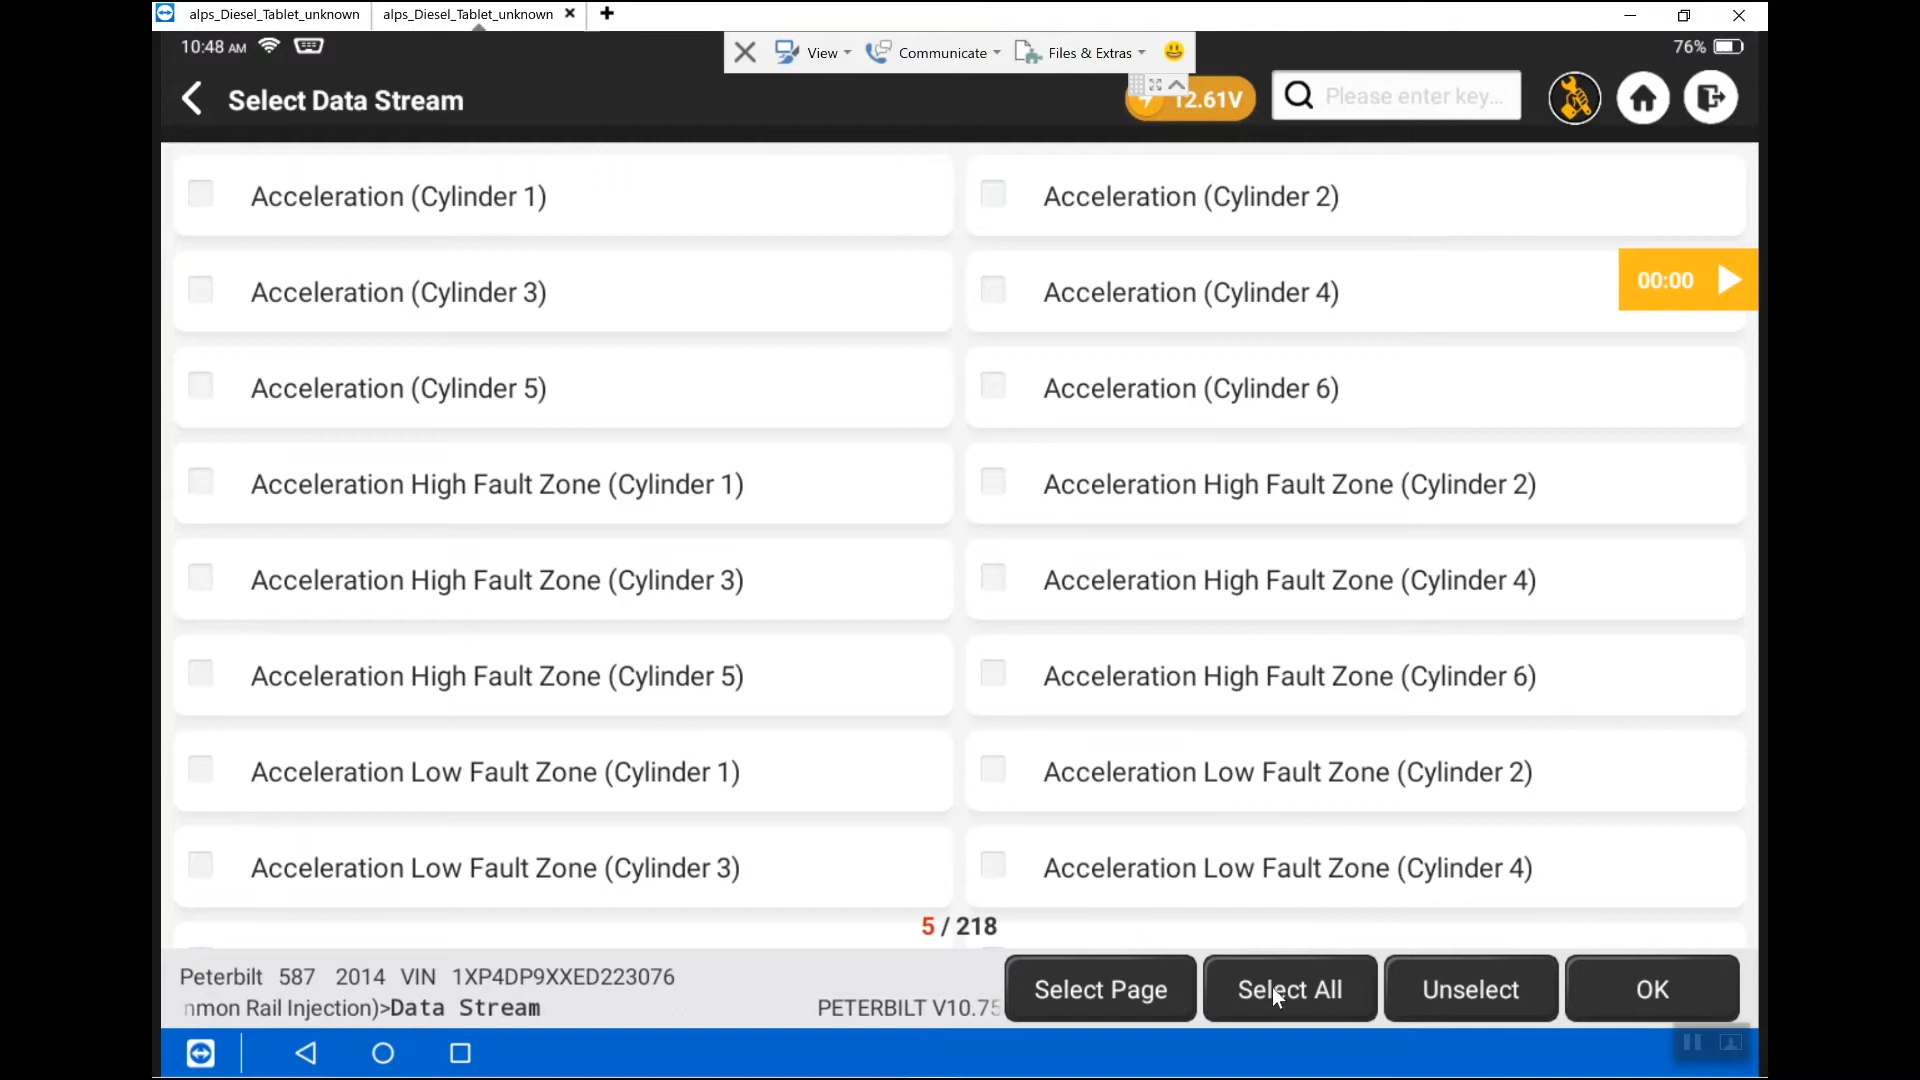 alps_Diesel_Tablet_unknown alps_Diesel_Tablet_unknown
10:48 AM
View Communicate Files & Extras
76%
Select Data Stream
12.61V
Please enter key...
Acceleration (Cylinder 1)
Acceleration (Cylinder 2)
Acceleration (Cylinder 3)
Acceleration (Cylinder 4)
00:00
Acceleration (Cylinder 5)
Acceleration (Cylinder 6)
Acceleration High Fault Zone (Cylinder 1)
Acceleration High Fault Zone (Cylinder 2)
Acceleration High Fault Zone (Cylinder 3)
Acceleration High Fault Zone (Cylinder 4)
Acceleration High Fault Zone (Cylinder 5)
Acceleration High Fault Zone (Cylinder 6)
Acceleration Low Fault Zone (Cylinder 1)
Acceleration Low Fault Zone (Cylinder 2)
Acceleration Low Fault Zone (Cylinder 3)
Acceleration Low Fault Zone (Cylinder 4)
5 / 218
Peterbilt 587 2014 VIN 1XP4DP9XXED223076
nmon Rail Injection)>Data Stream
PETERBILT V10.75
Select Page
Select All
Unselect
OK